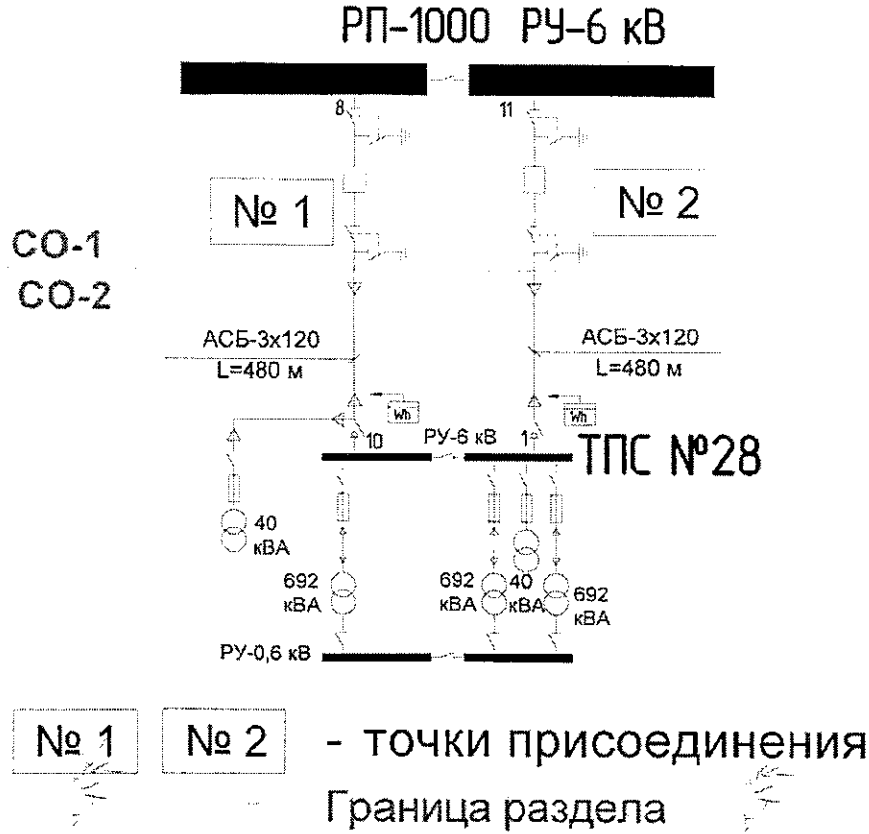 РП-1000 РУ-6 кВ
8
11
№ 1
№ 2
СО-1
СО-2
АСБ-3х120
L=480 м
АСБ-3х120
L=480 м
Wh
Wh
10
РУ-6 кВ
1
ТПС №28
40
кВА
692
кВА
692
кВА
40
кВА
692
кВА
РУ-0,6 кВ
№ 1 № 2 - точки присоединения
Граница раздела